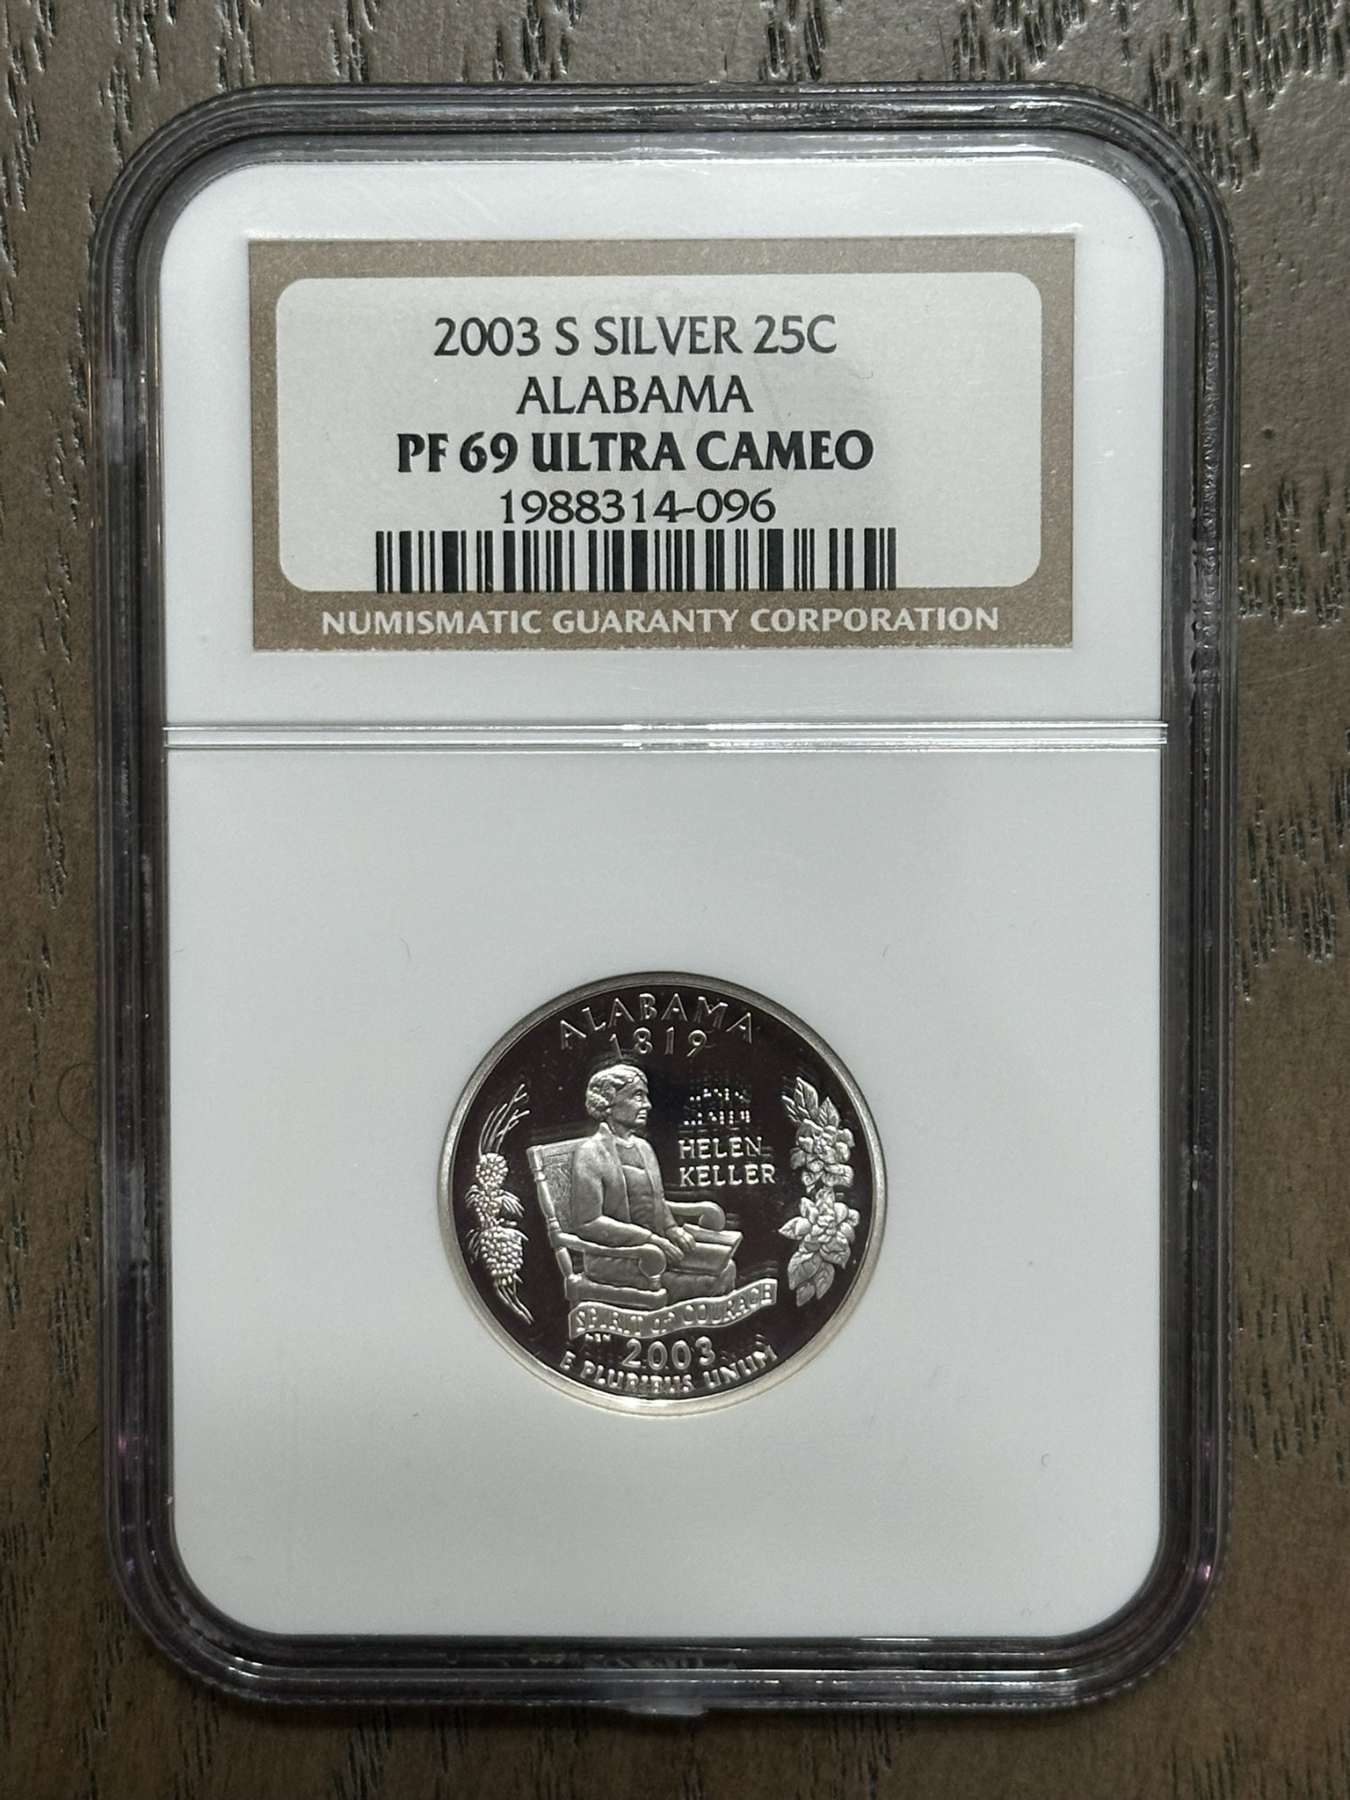 2003 S SILVER 25C
ALABAMA
PF 69 ULTRA CAMEO
1988314-096
NUMISMATIC GUARANTY CORPORATION
ALABAMA
1819
HELEN
KELLER
SPIRIT OF COURAGE
2003
E PLURIBUS UNUM